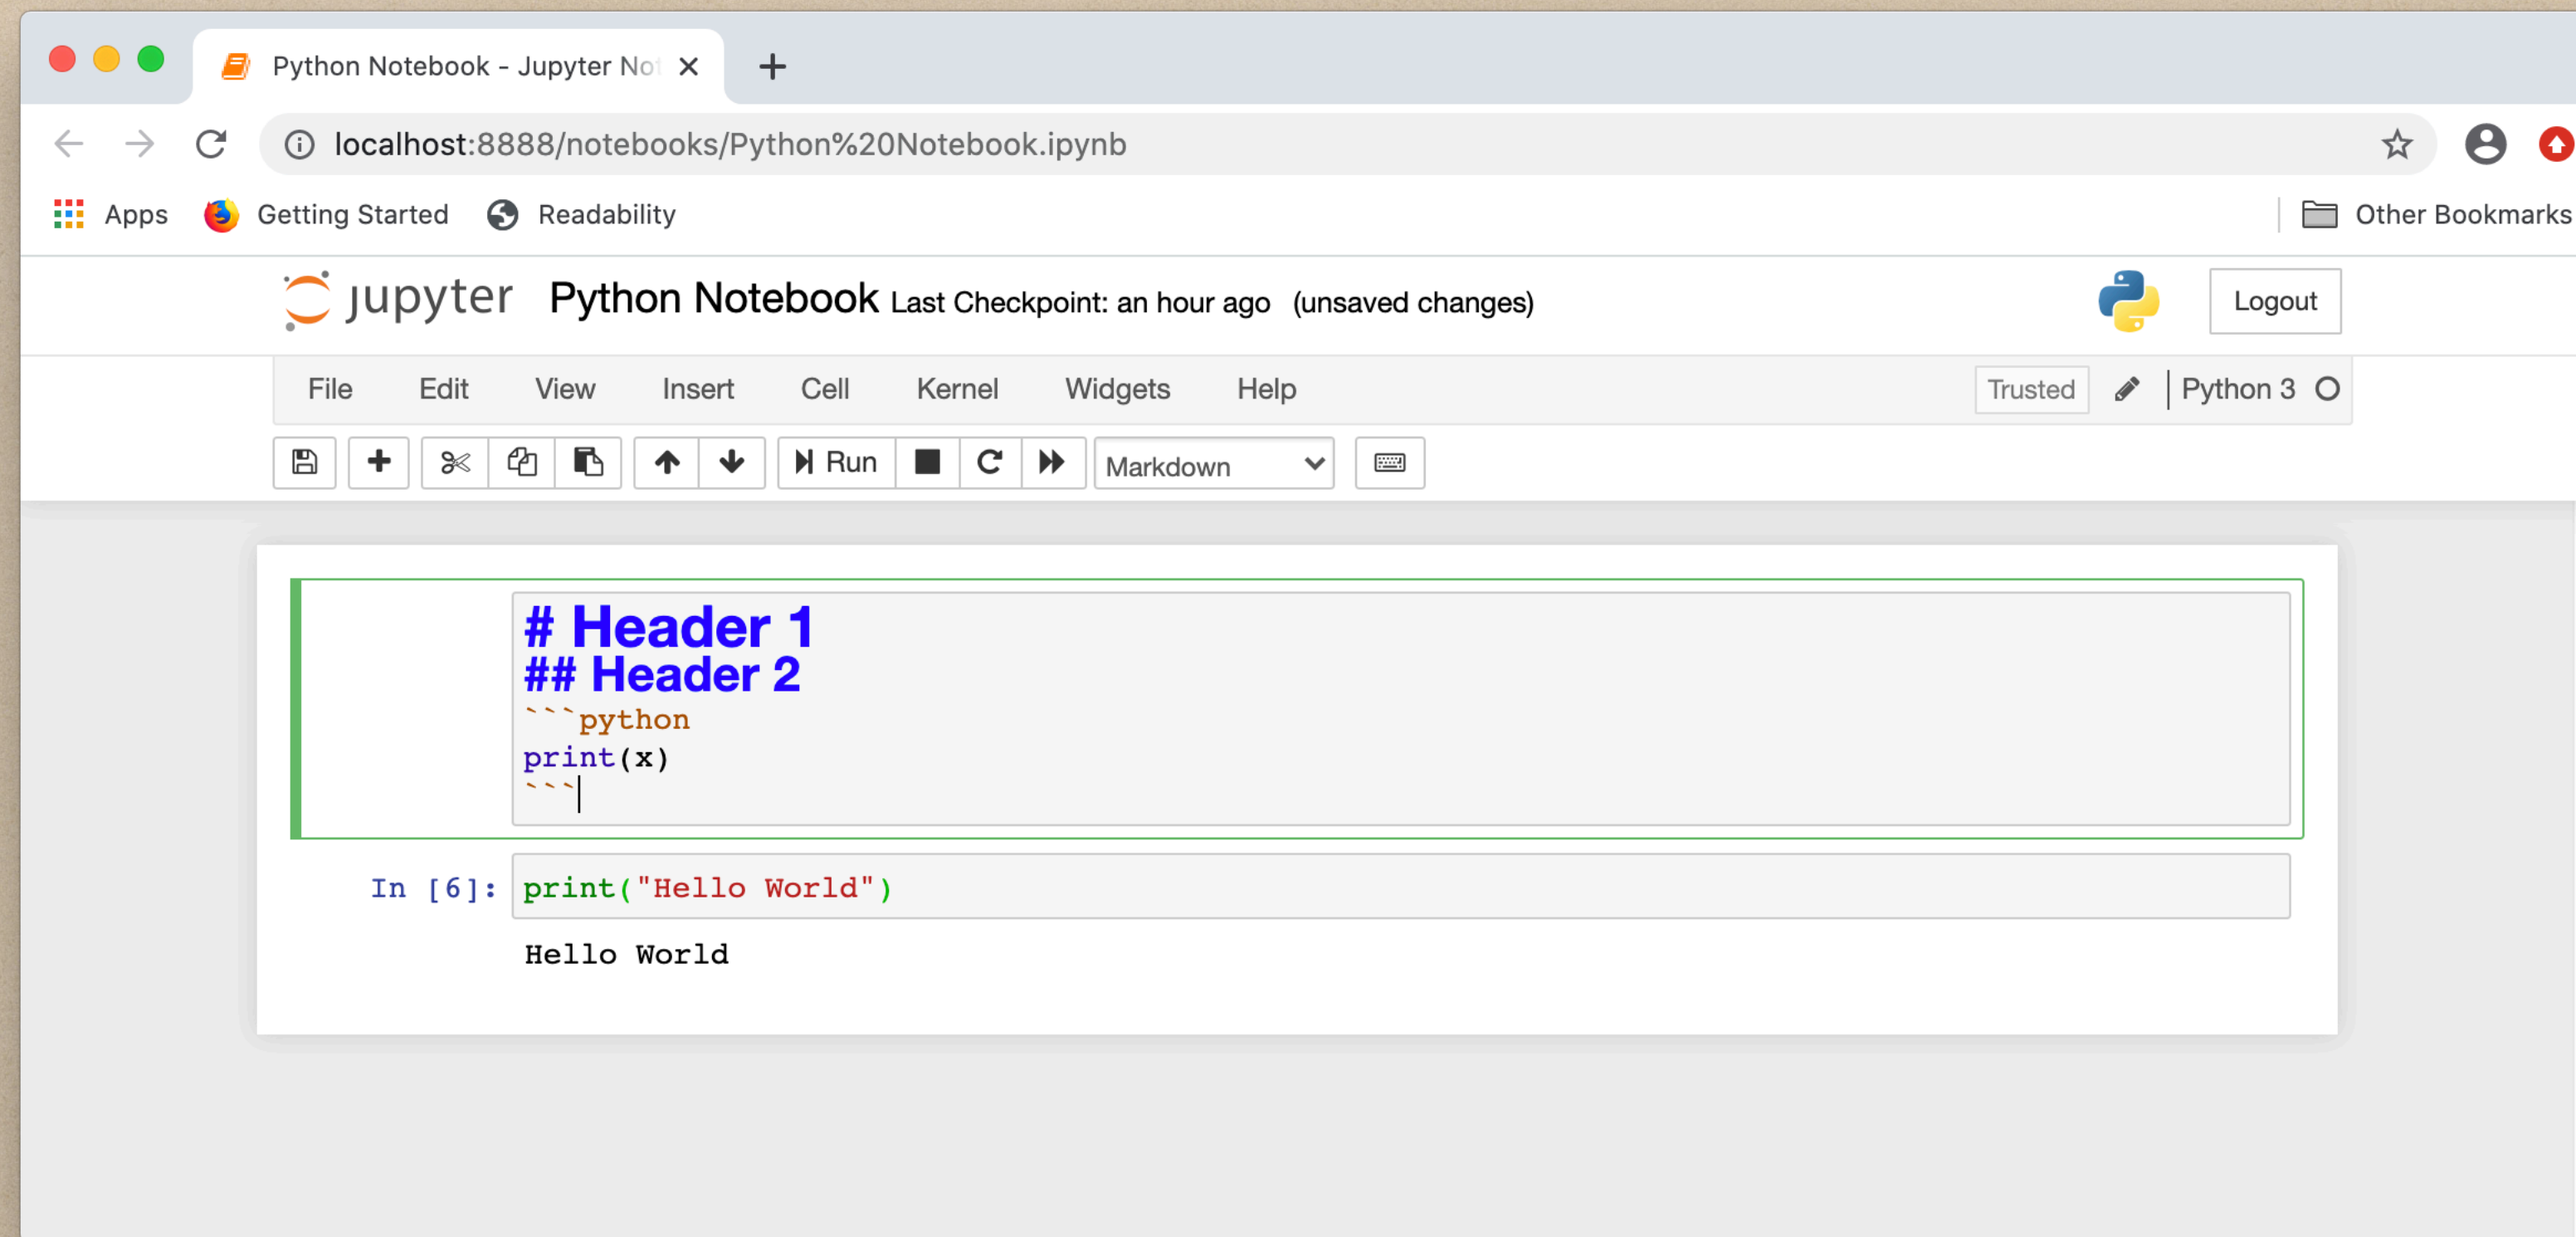 Python Notebook - Jupyter Not
localhost:8888/notebooks/Python%20Notebook.ipynb
Apps Getting Started Readability Other Bookmarks
jupyter Python Notebook Last Checkpoint: an hour ago (unsaved changes) Logout
File Edit View Insert Cell Kernel Widgets Help Trusted Python 3
Run Markdown
# Header 1
## Header 2
```python
print(x)
```
In [6]: print("Hello World")
Hello World